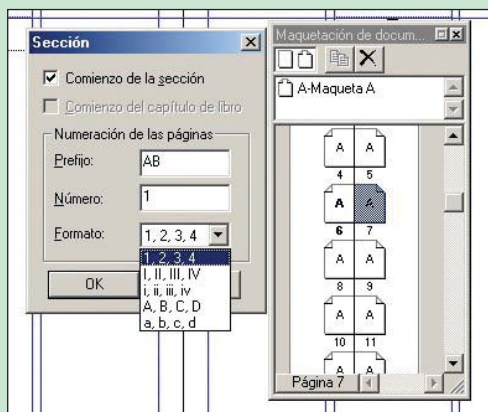 Sección
Comienzo de la sección
Comienzo del capítulo de libro
Numeración de las páginas
Prefijo: AB
Número: 1
Formato: 1, 2, 3, 4
1, 2, 3, 4
I, II, III, IV
i, ii, iii, iv
A, B, C, D
a, b, c, d
OK
Maquetación de docum...
A-Maqueta A
A A
4 5
A A
6 7
A A
8 9
A A
10 11
A A
Página 7